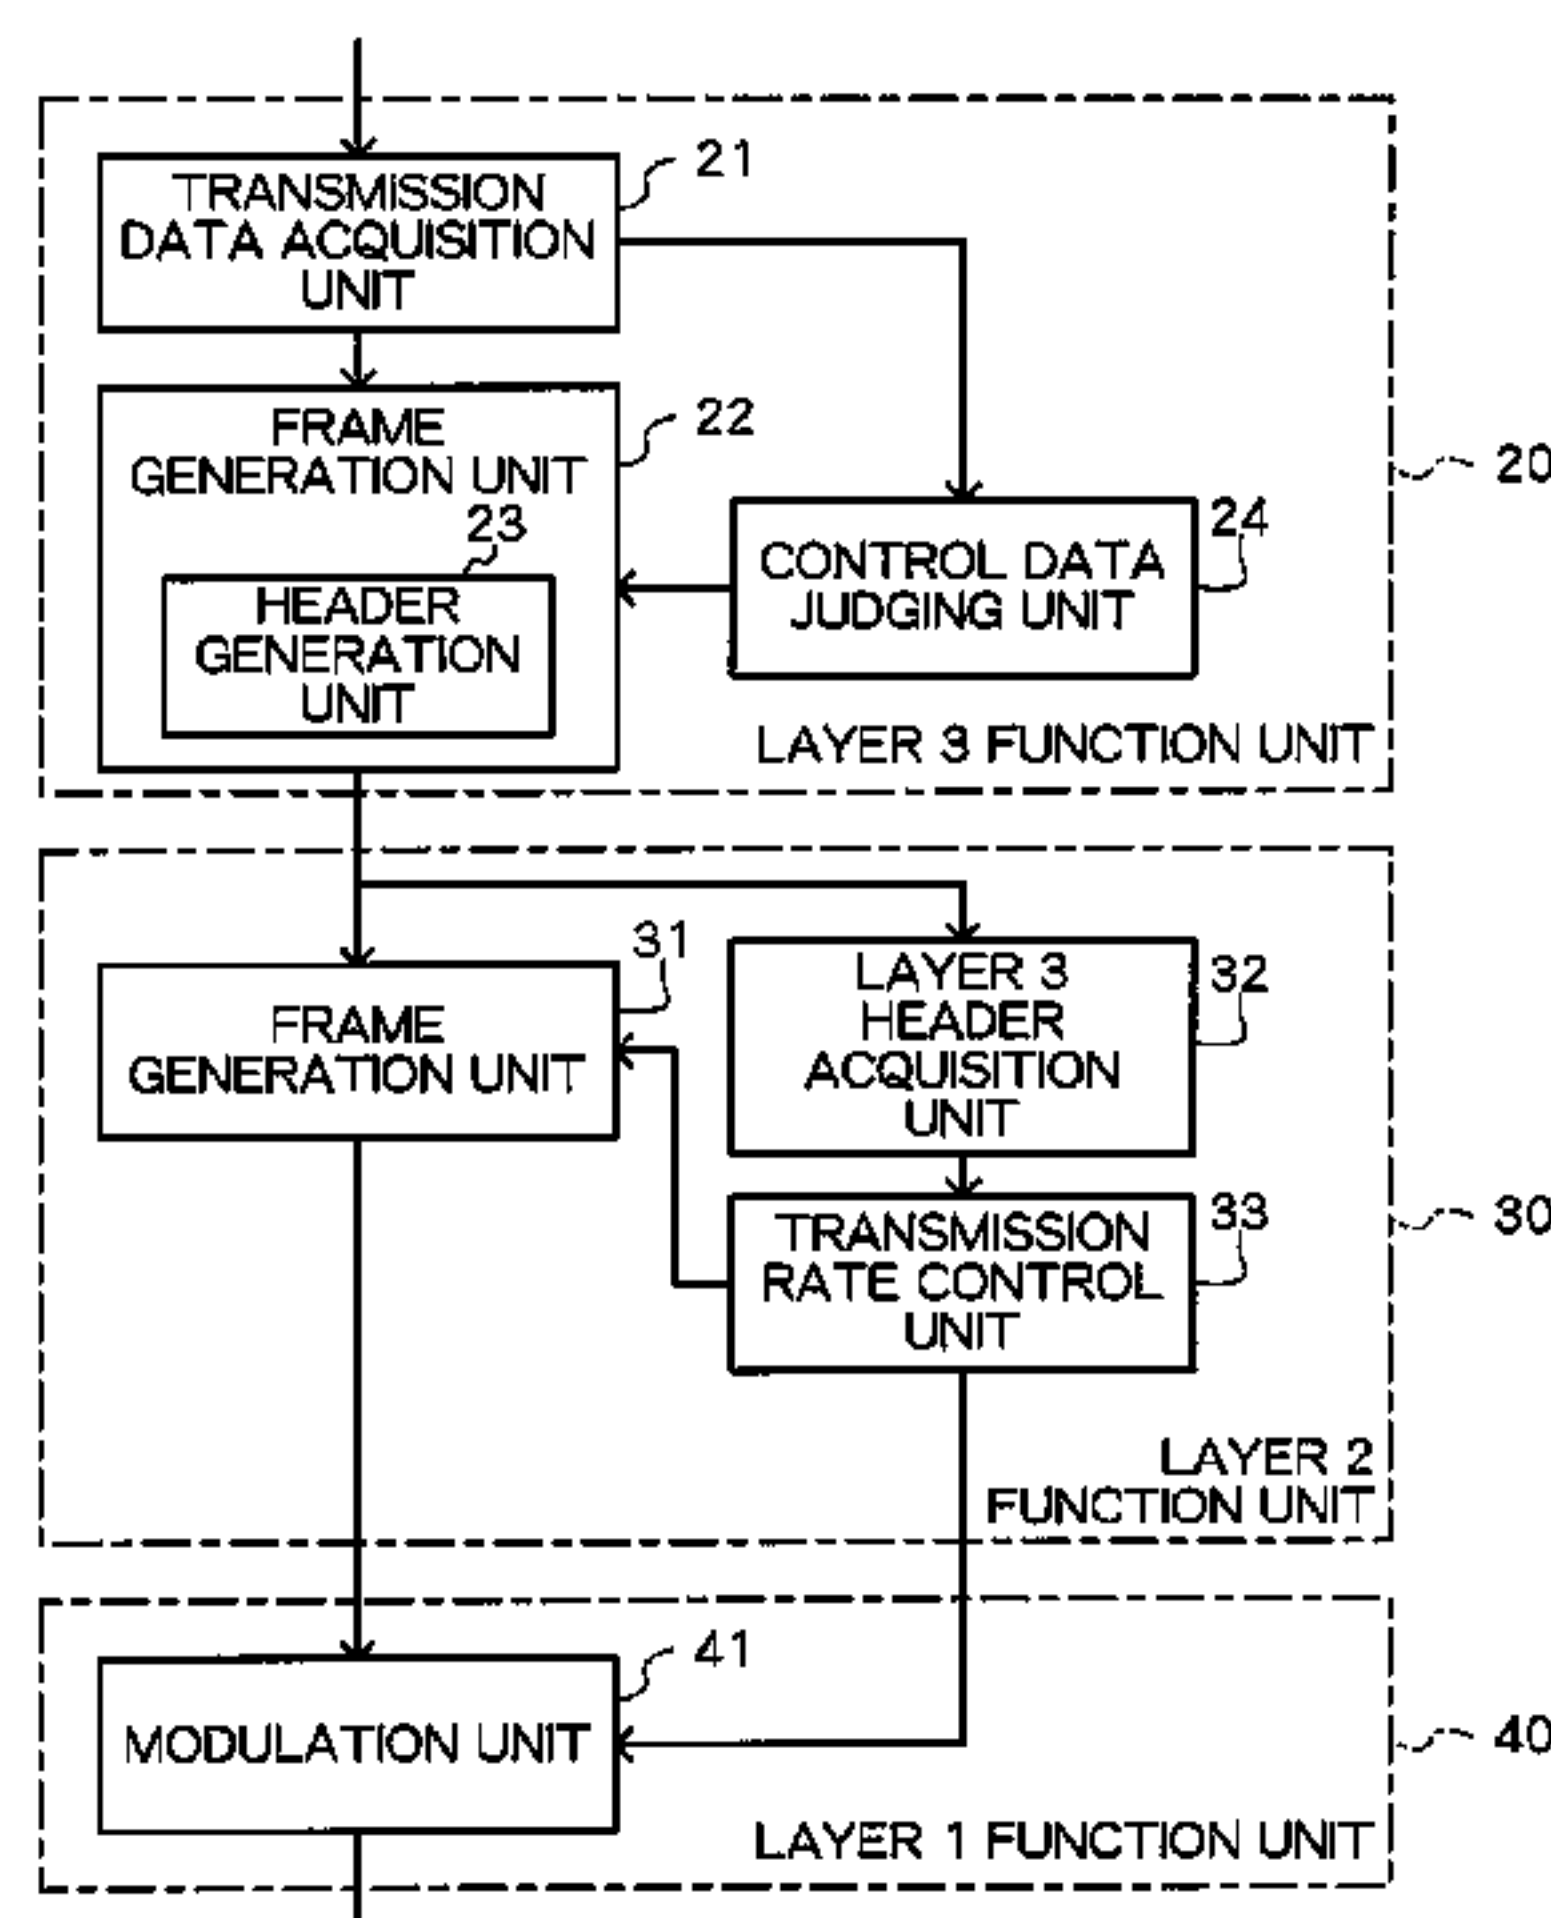 21
TRANSMISSION
DATA ACQUISITION
UNIT
22
FRAME
GENERATION UNIT
20
23
24
HEADER
GENERATION
UNIT
CONTROL DATA
JUDGING UNIT
LAYER 3 FUNCTION UNIT
31
FRAME
GENERATION UNIT
32
LAYER 3
HEADER
ACQUISITION
UNIT
33
TRANSMISSION
RATE CONTROL
UNIT
30
LAYER 2
FUNCTION UNIT
41
MODULATION UNIT
40
LAYER 1 FUNCTION UNIT